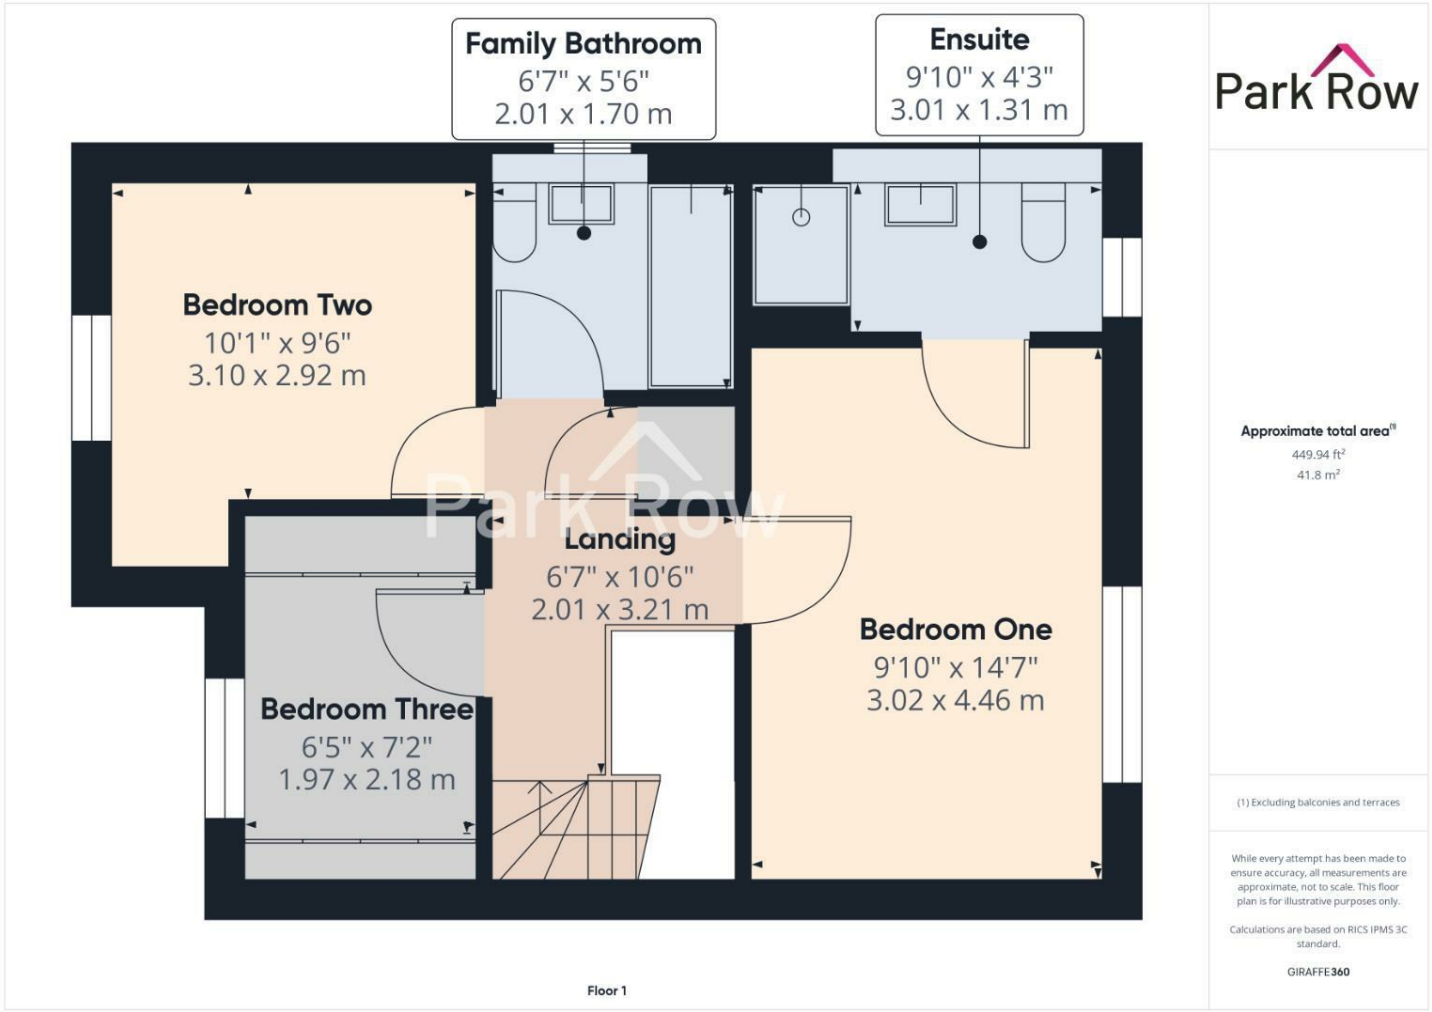 Family Bathroom
6'7" x 5'6"
2.01 x 1.70 m
Ensuite
9'10" x 4'3"
3.01 x 1.31 m
Park Row
Bedroom Two
10'1" x 9'6"
3.10 x 2.92 m
Park Row
Landing
6'7" x 10'6"
2.01 x 3.21 m
Bedroom One
9'10" x 14'7"
3.02 x 4.46 m
Bedroom Three
6'5" x 7'2"
1.97 x 2.18 m
Floor 1
Approximate total area(1)
449.94 ft²
41.8 m²
(1) Excluding balconies and terraces
While every attempt has been made to
ensure accuracy, all measurements are
approximate, not to scale. This floor
plan is for illustrative purposes only.
Calculations are based on RICS IPMS 3C
standard.
GIRAFFE360